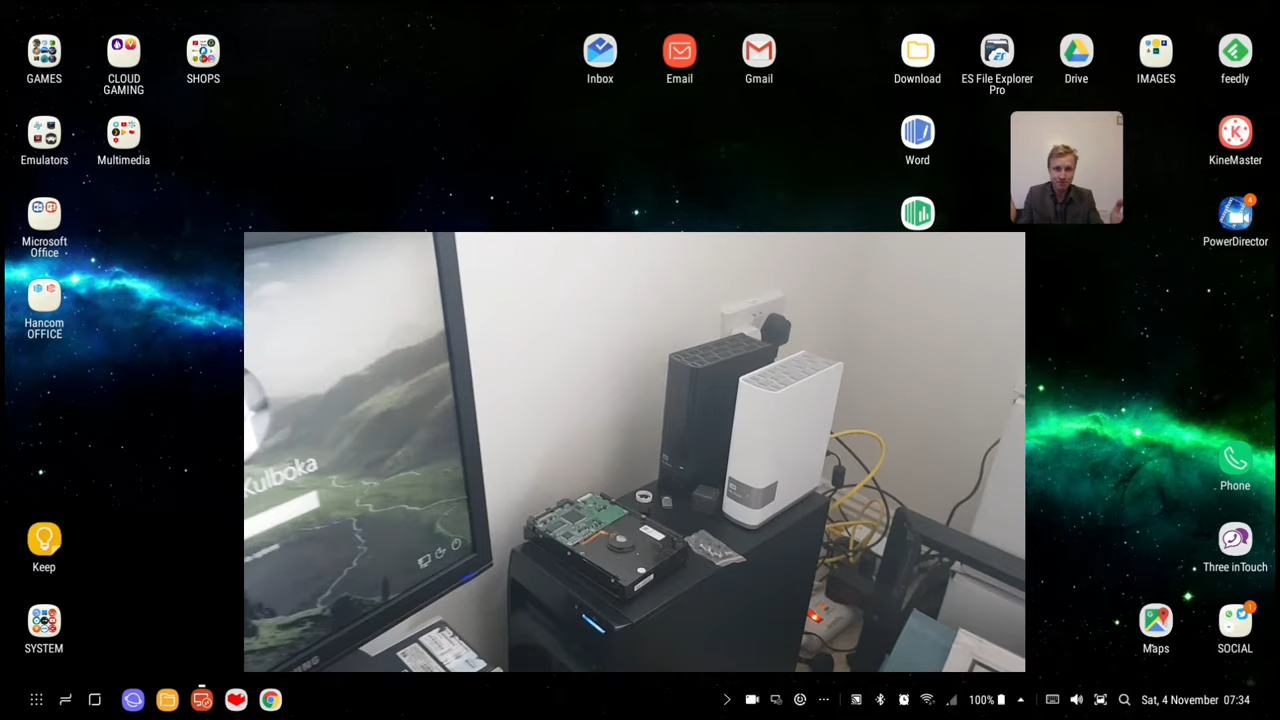 GAMES
CLOUD
GAMING
SHOPS
Inbox
Email
Gmail
Download
ES File Explorer
Pro
Drive
IMAGES
feedly
Emulators
Multimedia
Word
KineMaster
Microsoft
Office
4
PowerDirector
Hancom
OFFICE
Kulboka
Phone
Keep
Three inTouch
SYSTEM
Maps
1
SOCIAL
100%
Sat, 4 November 07:34